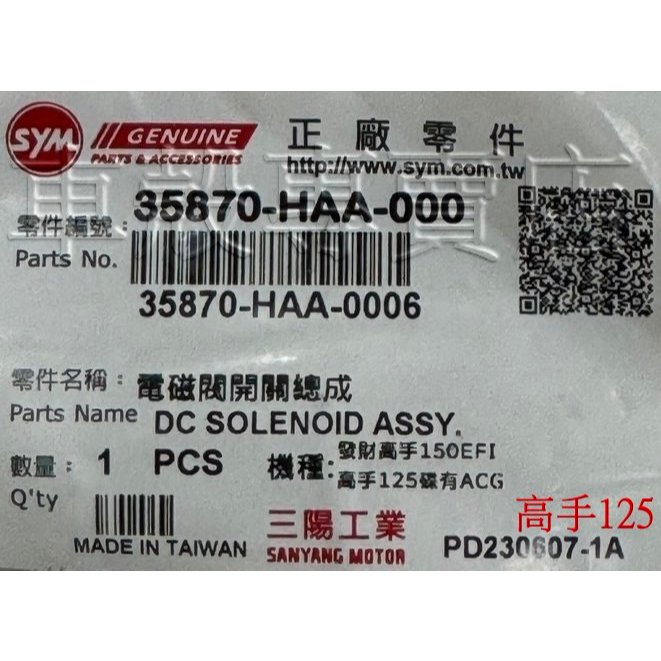 SYM GENUINE 正廠零件
PARTS & ACCESSORIES http://www.sym.com.tw
零件編號: 35870-HAA-000
Parts No.
35870-HAA-0006
零件名稱: 電磁閥開關總成
Parts Name DC SOLENOID ASSY.
數量: 1 PCS 機種: 發財高手150EFI
Q'ty 高手125碟有ACG
高手125
MADE IN TAIWAN 三陽工業 PD230607-1A
SANYANG MOTOR